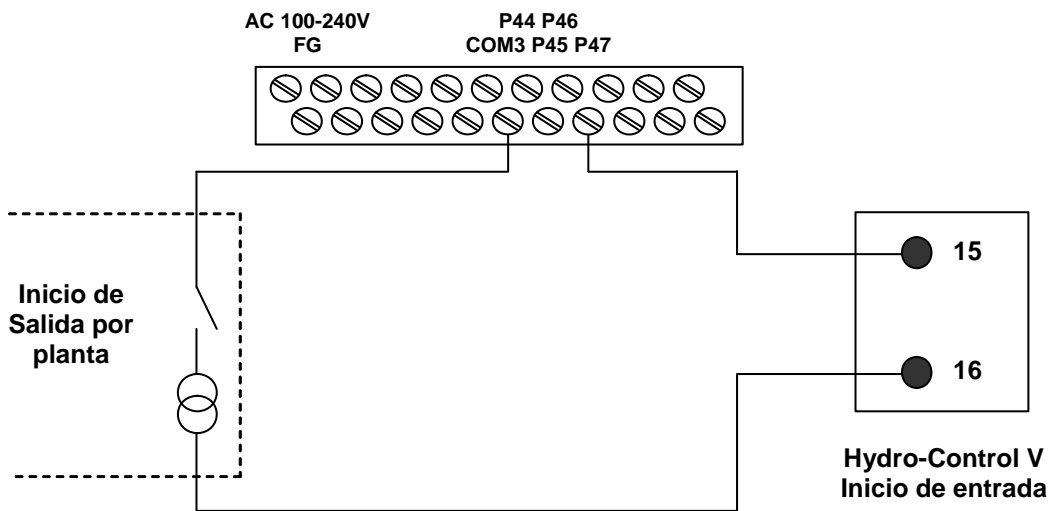 AC 100-240V
P44 P46
FG
COM3 P45 P47
Inicio de
Salida por
planta
15
16
Hydro-Control V
Inicio de entrada